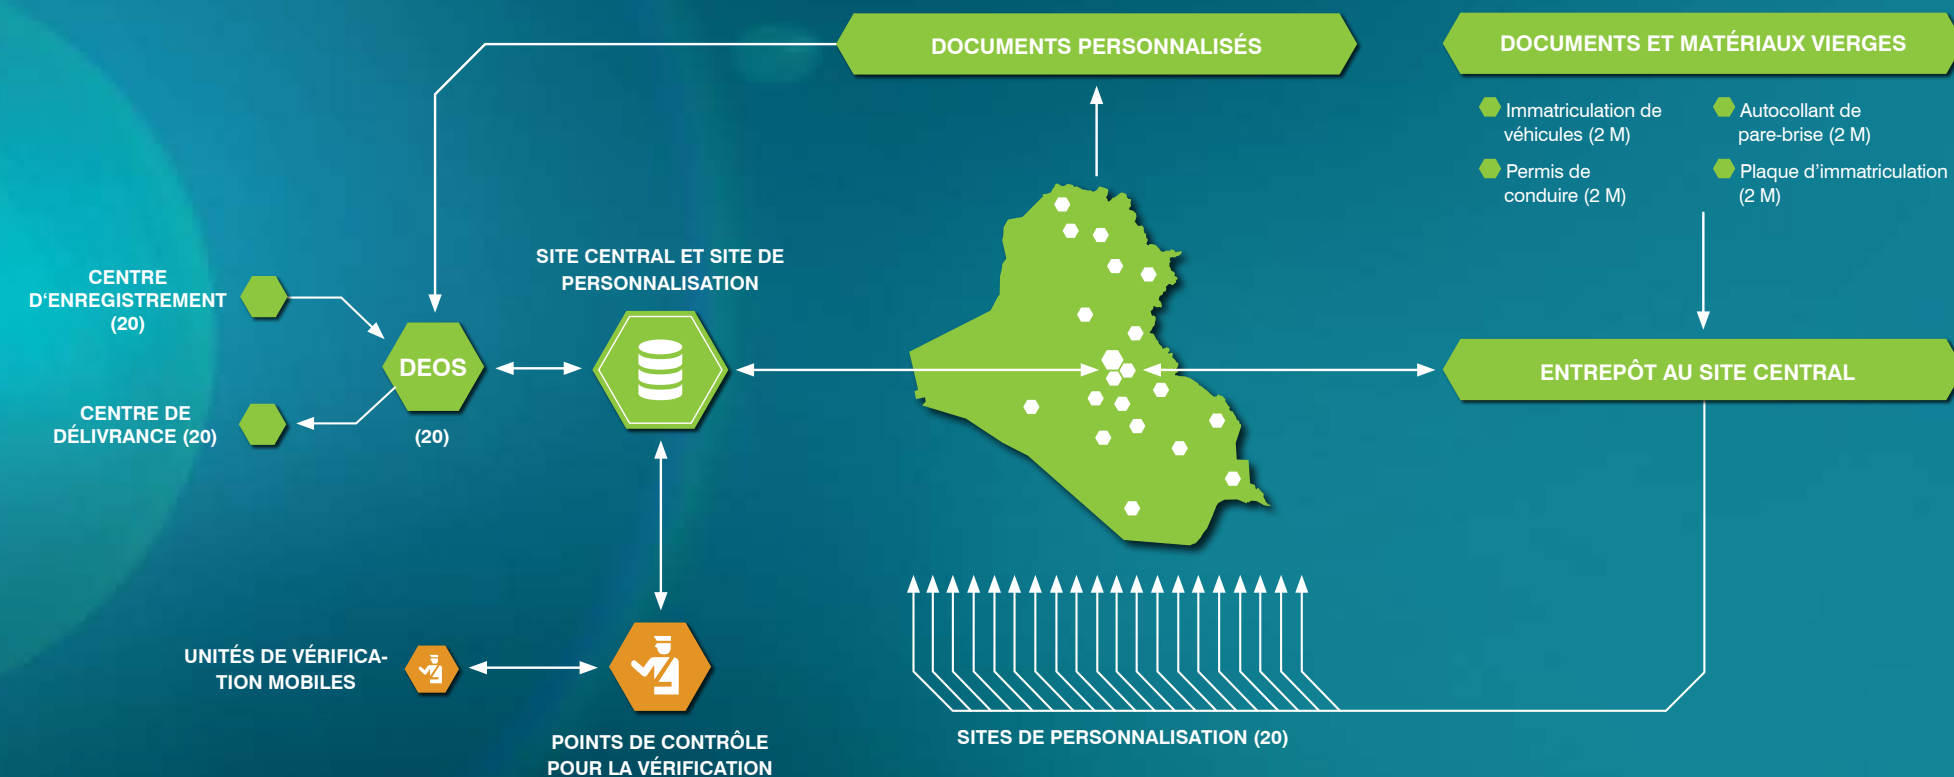 DOCUMENTS PERSONNALISÉS
DOCUMENTS ET MATÉRIAUX VIERGES
Immatriculation de
véhicules (2 M)
Autocollant de
pare-brise (2 M)
Permis de
conduire (2 M)
Plaque d'immatriculation
(2 M)
SITE CENTRAL ET SITE DE
PERSONNALISATION
CENTRE
D'ENREGISTREMENT
(20)
DEOS
(20)
CENTRE DE
DÉLIVRANCE (20)
ENTREPÔT AU SITE CENTRAL
UNITÉS DE VÉRIFICA-
TION MOBILES
POINTS DE CONTRÔLE
POUR LA VÉRIFICATION
SITES DE PERSONNALISATION (20)